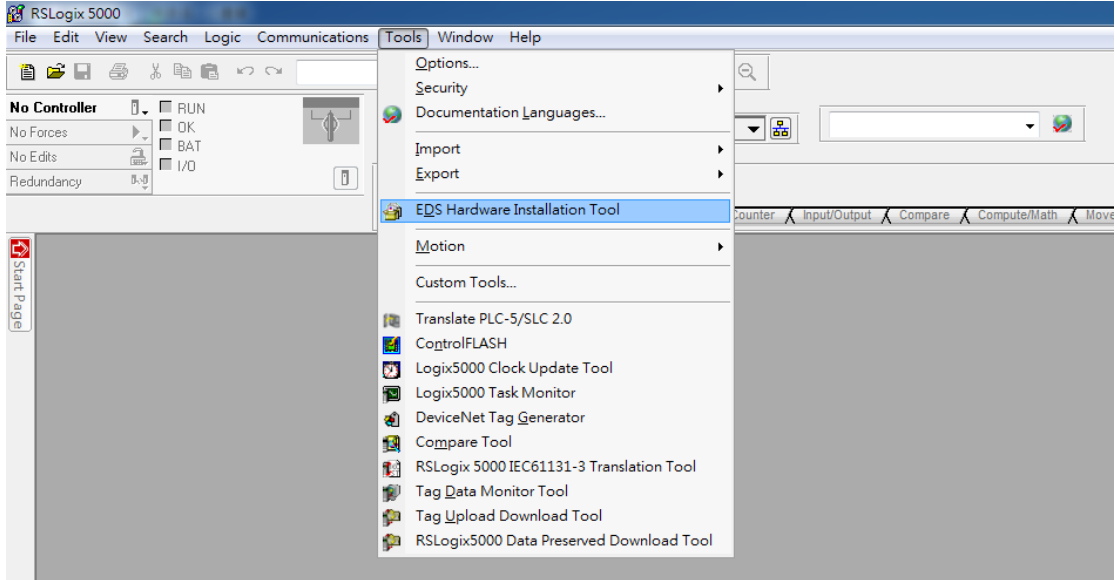 RSLogix 5000
File Edit View Search Logic Communications Tools Window Help
No Controller
RUN
No Forces
OK
No Edits
BAT
Redundancy
I/O
Options...
Security
Documentation Languages...
Import
Export
EDS Hardware Installation Tool
Motion
Custom Tools...
Translate PLC-5/SLC 2.0
ControlFLASH
Logix5000 Clock Update Tool
Logix5000 Task Monitor
DeviceNet Tag Generator
Compare Tool
RSLogix 5000 IEC61131-3 Translation Tool
Tag Data Monitor Tool
Tag Upload Download Tool
RSLogix5000 Data Preserved Download Tool
Counter Input/Output Compare Compute/Math Move
Start Page